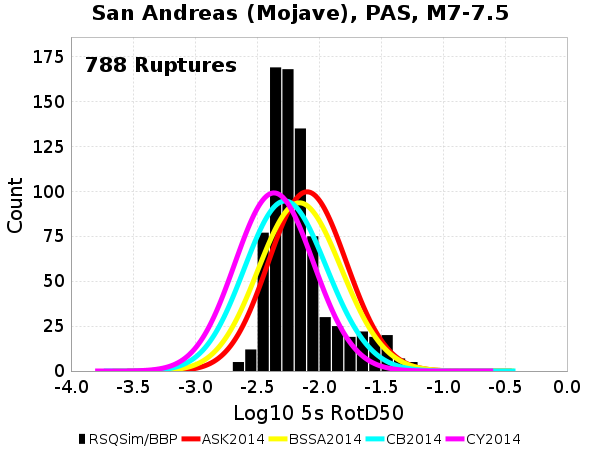 San Andreas (Mojave), PAS, M7-7.5
788 Ruptures
175
150
125
100
75
50
25
0
Count
-4.0 -3.5 -3.0 -2.5 -2.0 -1.5 -1.0 -0.5 0.0
Log10 5s RotD50
RSQSim/BBP ASK2014 BSSA2014 CB2014 CY2014